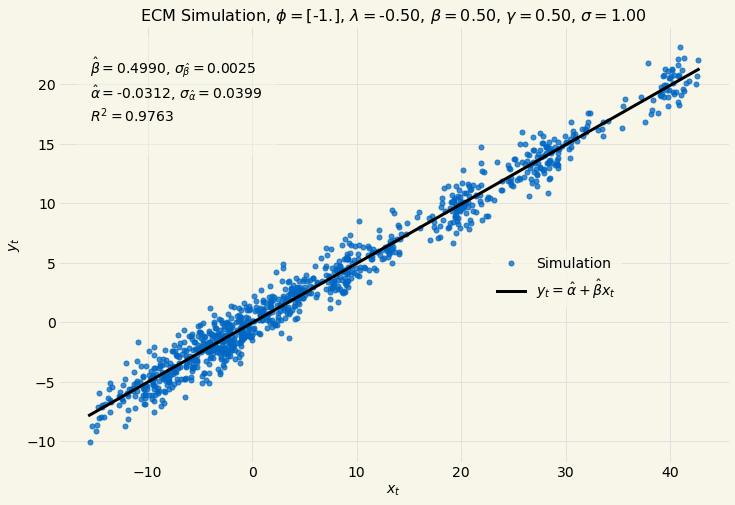 ECM Simulation, ϕ = [-1.], λ = -0.50, β = 0.50, γ = 0.50, σ = 1.00
β̂ = 0.4990, σ_β̂ = 0.0025
α̂ = -0.0312, σ_α̂ = 0.0399
R² = 0.9763
20
15
10
5
0
−5
−10
y_t
Simulation
y_t = α̂ + β̂x_t
−10 0 10 20 30 40
x_t